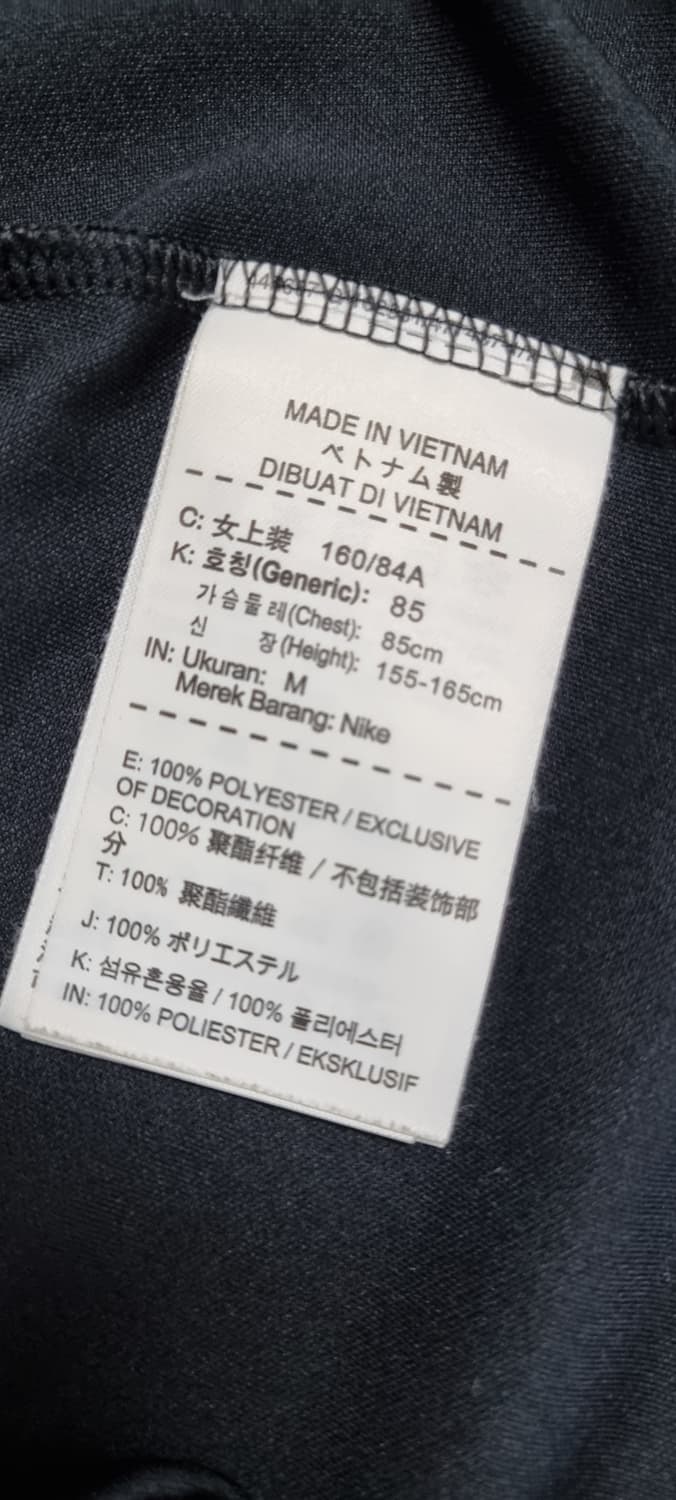 MADE IN VIETNAM
ベトナム製
DIBUAT DI VIETNAM
C: 女上装 160/84A
K: 호칭(Generic): 85
가슴둘레(Chest): 85cm
신 장(Height): 155-165cm
IN: Ukuran: M
Merek Barang: Nike
E: 100% POLYESTER / EXCLUSIVE
OF DECORATION
C: 100% 聚酯纤维 / 不包括装饰部
分
T: 100% 聚酯纖維
J: 100% ポリエステル
K: 섬유혼용율 / 100% 폴리에스터
IN: 100% POLIESTER / EKSKLUSIF